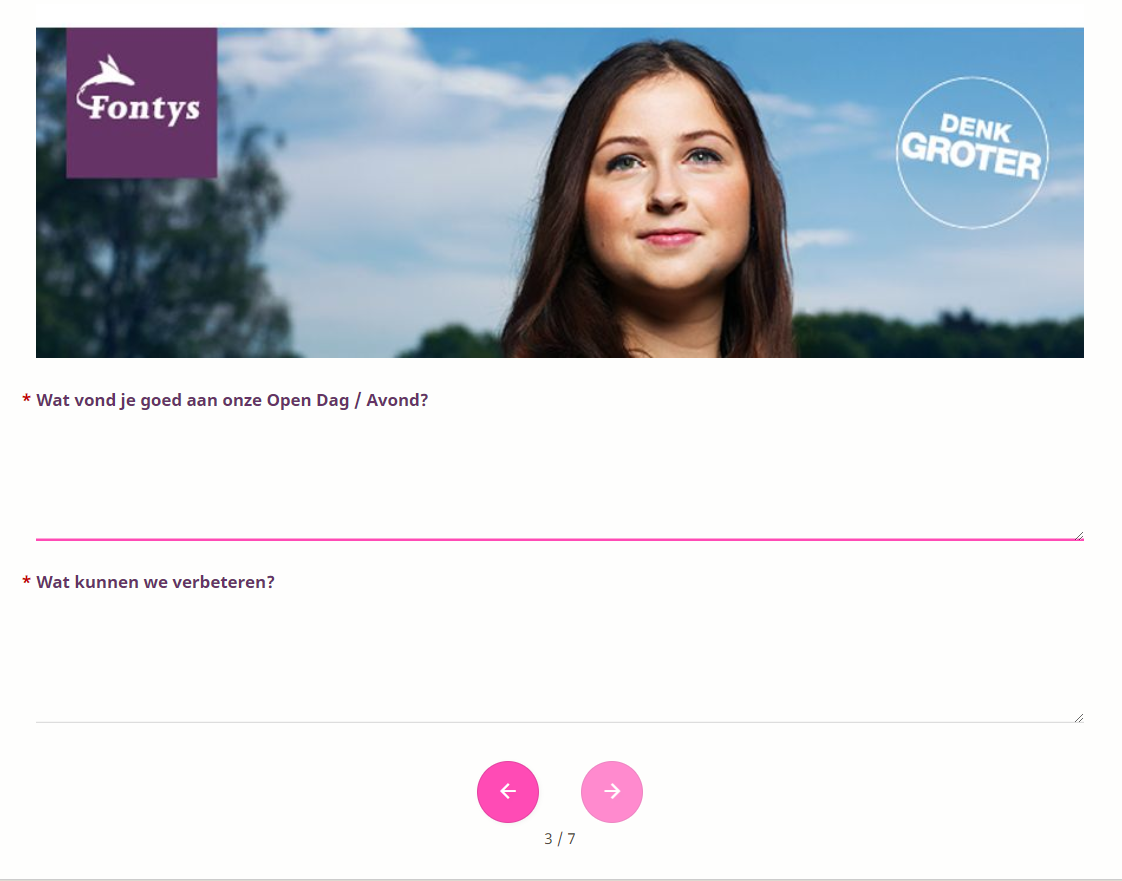 Fontys
DENK
GROTER
* Wat vond je goed aan onze Open Dag / Avond?
* Wat kunnen we verbeteren?
3 / 7